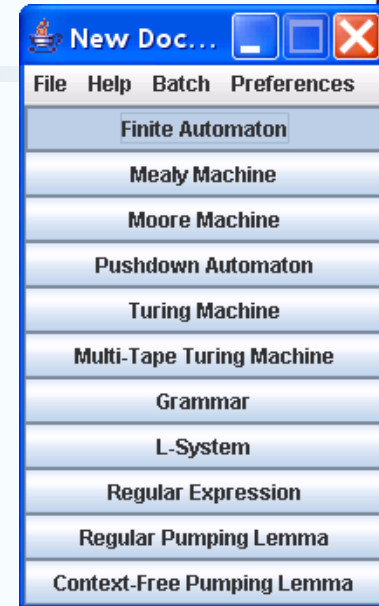 New Doc...
File Help Batch Preferences
Finite Automaton
Mealy Machine
Moore Machine
Pushdown Automaton
Turing Machine
Multi-Tape Turing Machine
Grammar
L-System
Regular Expression
Regular Pumping Lemma
Context-Free Pumping Lemma